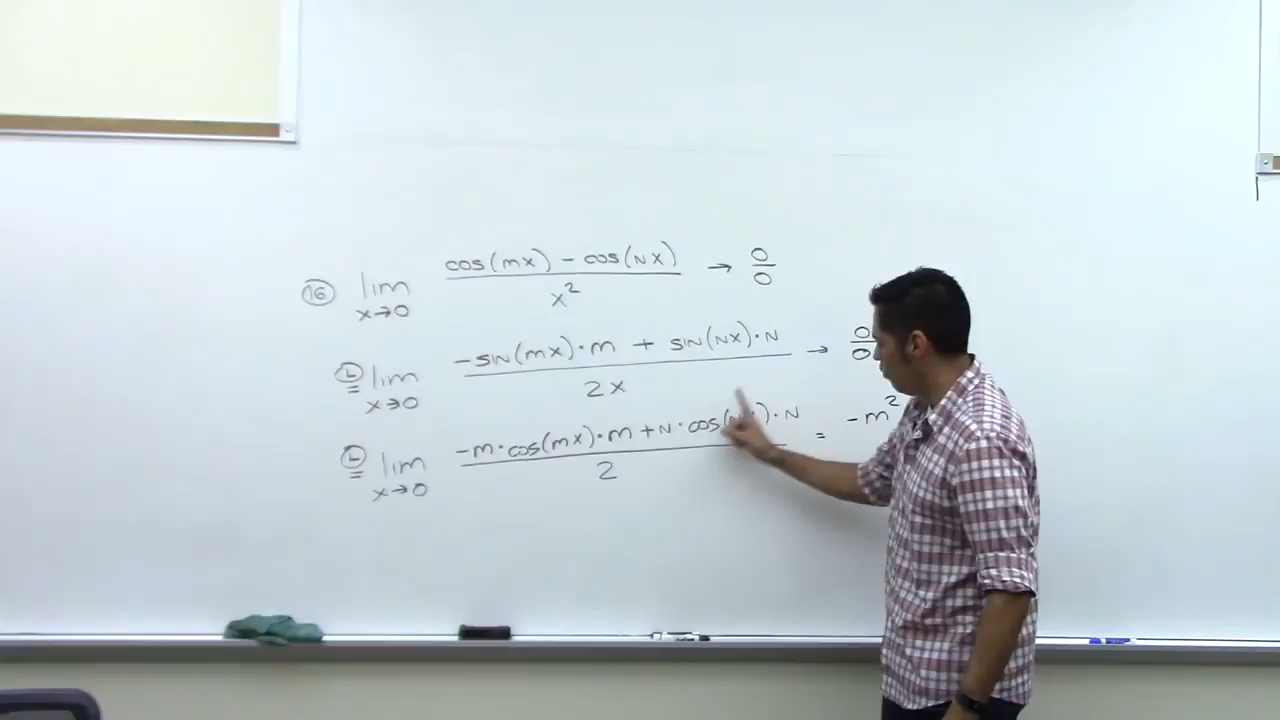 16 lim x→0 cos(mx) - cos(Nx) / x² → 0/0
L= lim x→0 -sin(mx)·m + sin(Nx)·N / 2x → 0/0
L= lim x→0 -m·cos(mx)·m + N·cos(Nx)·N / 2 = -m²